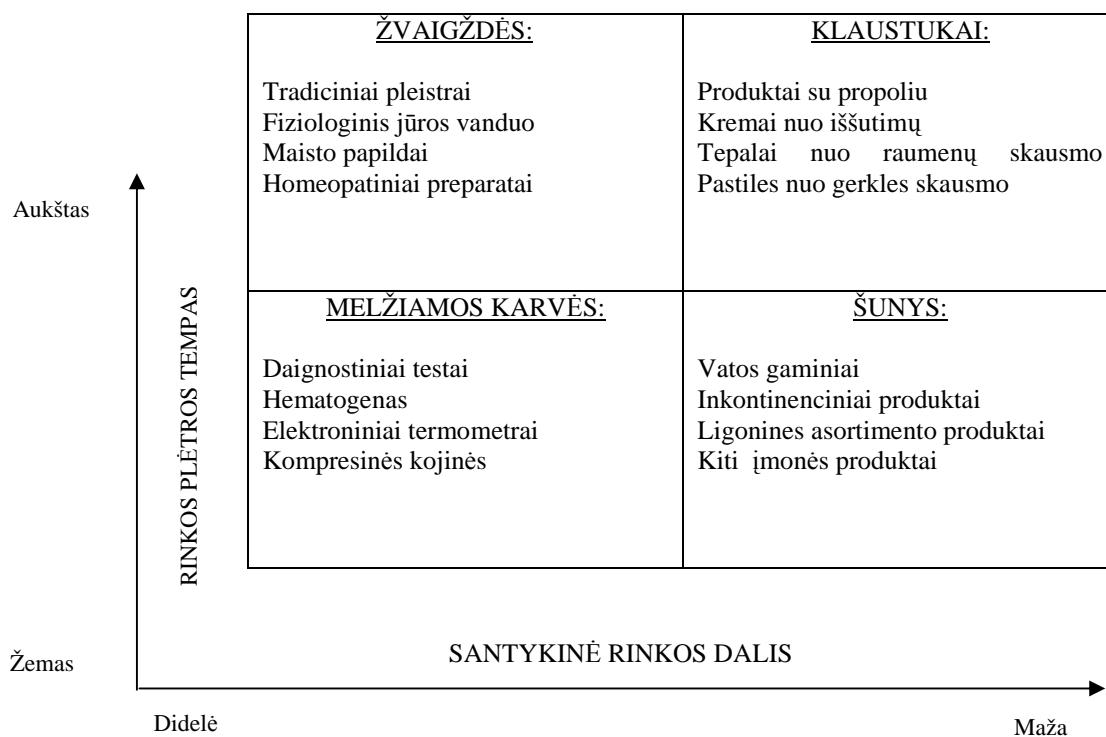 ŽVAIGŽDĖS:
Tradiciniai pleistrai
Fiziologinis jūros vanduo
Maisto papildai
Homeopatiniai preparatai
KLAUSTUKAI:
Produktai su propoliu
Kremai nuo iššutimų
Tepalai nuo raumenų skausmo
Pastiles nuo gerkles skausmo
MELŽIAMOS KARVĖS:
Daignostiniai testai
Hematogenas
Elektroniniai termometrai
Kompresinės kojinės
ŠUNYS:
Vatos gaminiai
Inkontinenciniai produktai
Ligonines asortimento produktai
Kiti įmonės produktai
Aukštas
RINKOS PLĖTROS TEMPAS
Žemas
SANTYKINĖ RINKOS DALIS
Didelė
Maža